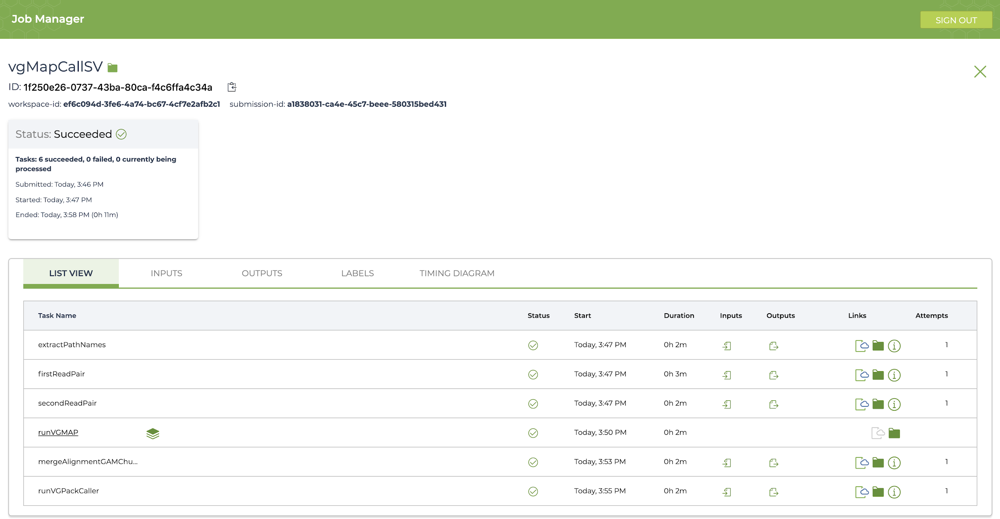 Job Manager
SIGN OUT
vgMapCallSV
ID: 1f250e26-0737-43ba-80ca-f4c6ffa4c34a
workspace-id: ef6c094d-3fe6-4a74-bc67-4cf7e2afb2c1 submission-id: a1838031-ca4e-45c7-beee-580315bed431
Status: Succeeded
Tasks: 6 succeeded, 0 failed, 0 currently being
processed
Submitted: Today, 3:46 PM
Started: Today, 3:47 PM
Ended: Today, 3:58 PM (0h 11m)
LIST VIEW INPUTS OUTPUTS LABELS TIMING DIAGRAM
Task Name Status Start Duration Inputs Outputs Links Attempts
extractPathNames Today, 3:47 PM 0h 2m 1
firstReadPair Today, 3:47 PM 0h 3m 1
secondReadPair Today, 3:47 PM 0h 2m 1
runVGMAP Today, 3:50 PM 0h 2m
mergeAlignmentGAMChu... Today, 3:53 PM 0h 2m 1
runVGPackCaller Today, 3:55 PM 0h 2m 1